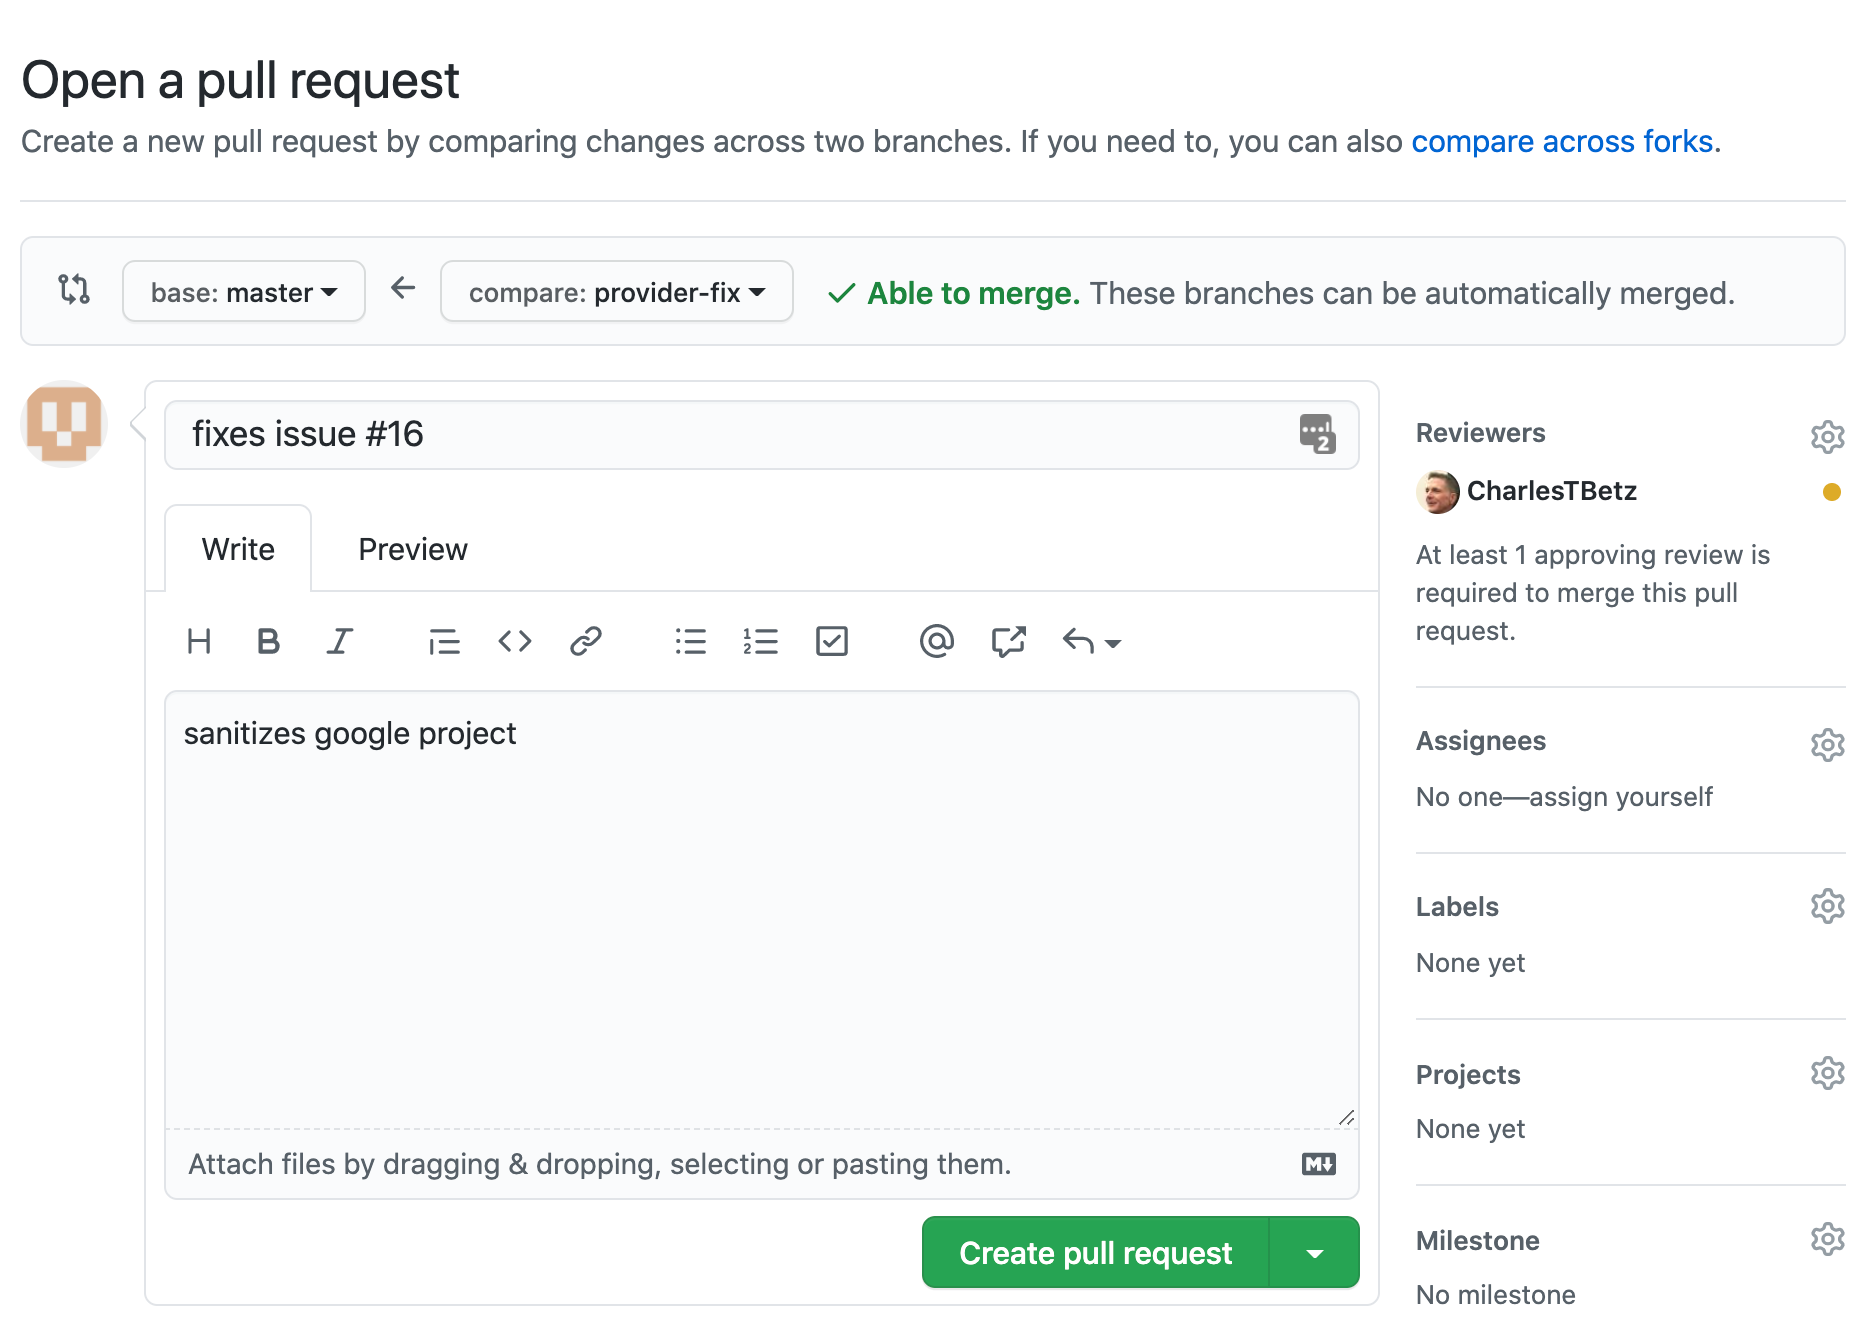 Open a pull request
Create a new pull request by comparing changes across two branches. If you need to, you can also compare across forks.
base: master
compare: provider-fix
Able to merge. These branches can be automatically merged.
fixes issue #16
2
Write
Preview
H B I
1
2
@
sanitizes google project
Attach files by dragging & dropping, selecting or pasting them.
M
Create pull request
Reviewers
CharlesTBetz
At least 1 approving review is
required to merge this pull
request.
Assignees
No one—assign yourself
Labels
None yet
Projects
None yet
Milestone
No milestone